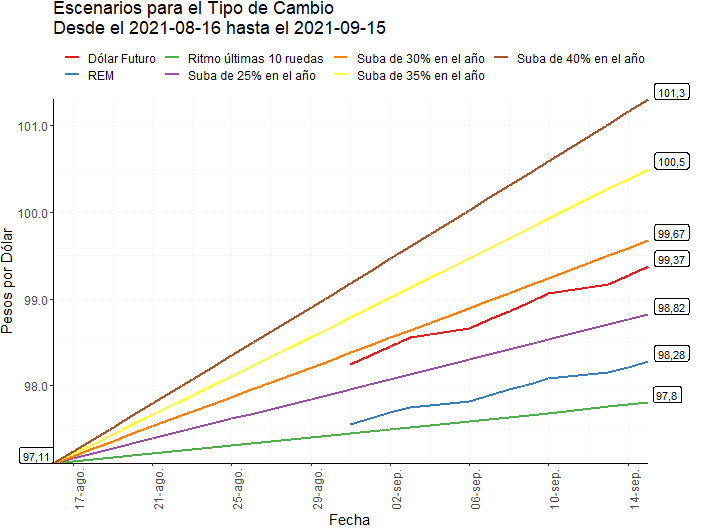 Escenarios para el Tipo de Cambio
Desde el 2021-08-16 hasta el 2021-09-15
Dólar Futuro
Ritmo últimas 10 ruedas
Suba de 30% en el año
Suba de 40% en el año
REM
Suba de 25% en el año
Suba de 35% en el año
101,3
101.0
100,5
100.0
99,67
99,37
99.0
98,82
98,28
98.0
97,8
97,11
Pesos por Dólar
17-ago.
21-ago.
25-ago.
29-ago.
02-sep.
06-sep.
10-sep.
14-sep.
Fecha